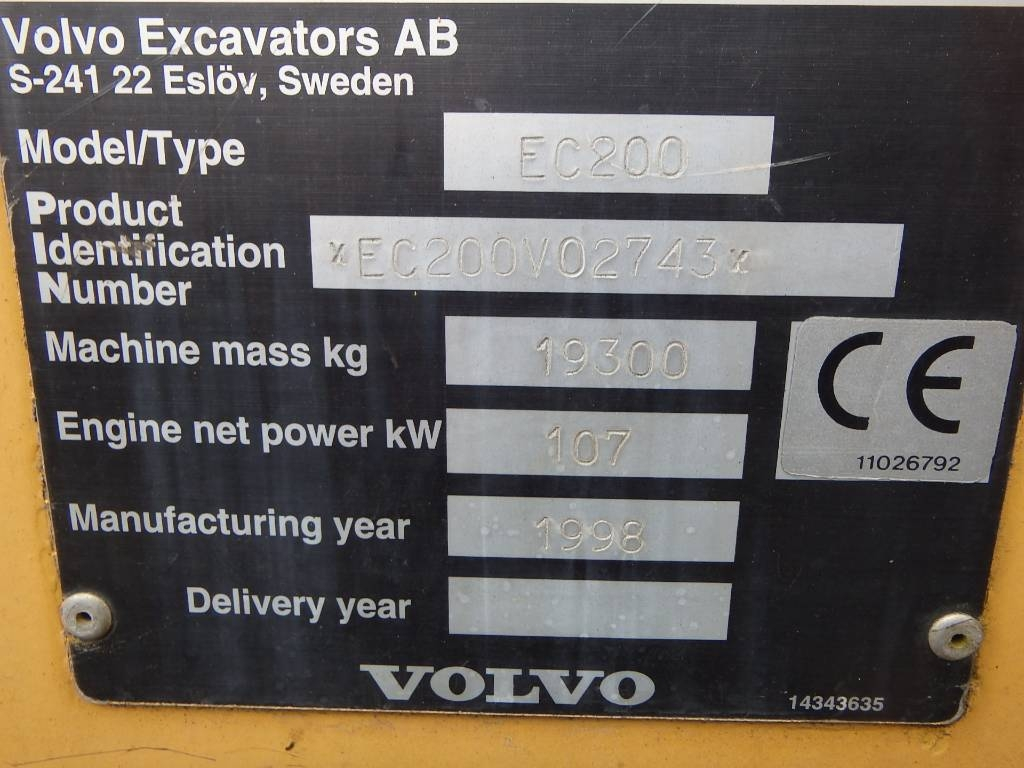 Volvo Excavators AB
S-241 22 Eslöv, Sweden
Model/Type EC200
Product
Identification *EC200V02743*
Number
Machine mass kg 19300
CE
Engine net power kW 107
11026792
Manufacturing year 1998
Delivery year
VOLVO
14343635